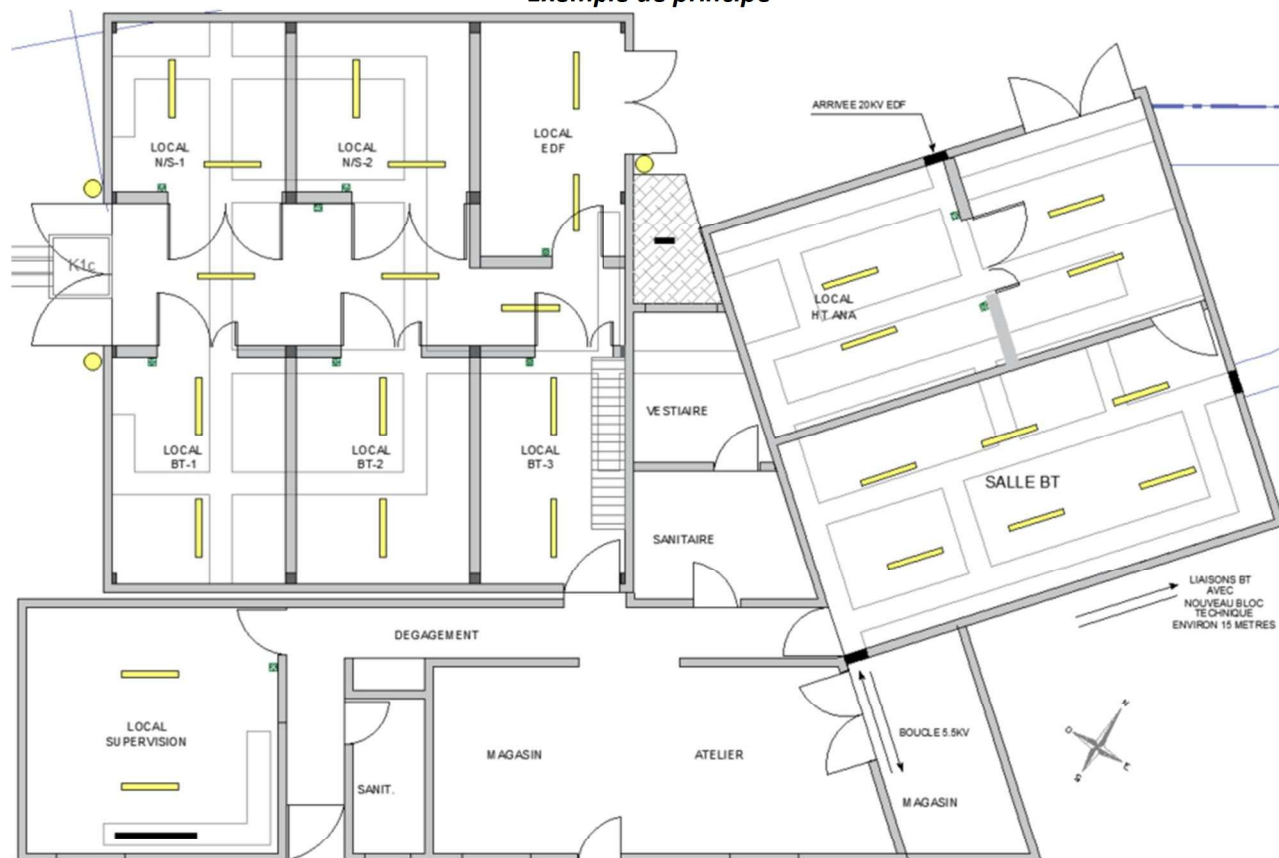 Exemple de principe
ARRIVEE 20KV EDF
LOCAL
N/S-1
LOCAL
N/S-2
LOCAL
EDF
K1c
LOCAL
HT ANA
VESTIAIRE
LOCAL
BT-1
LOCAL
BT-2
LOCAL
BT-3
SALLE BT
SANITAIRE
LIAISONS BT
AVEC
NOUVEAU BLOC
TECHNIQUE
ENVIRON 15 METRES
DEGAGEMENT
LOCAL
SUPERVISION
MAGASIN
ATELIER
BOUCLE 5.5KV
SANIT.
MAGASIN
N
O
E
S